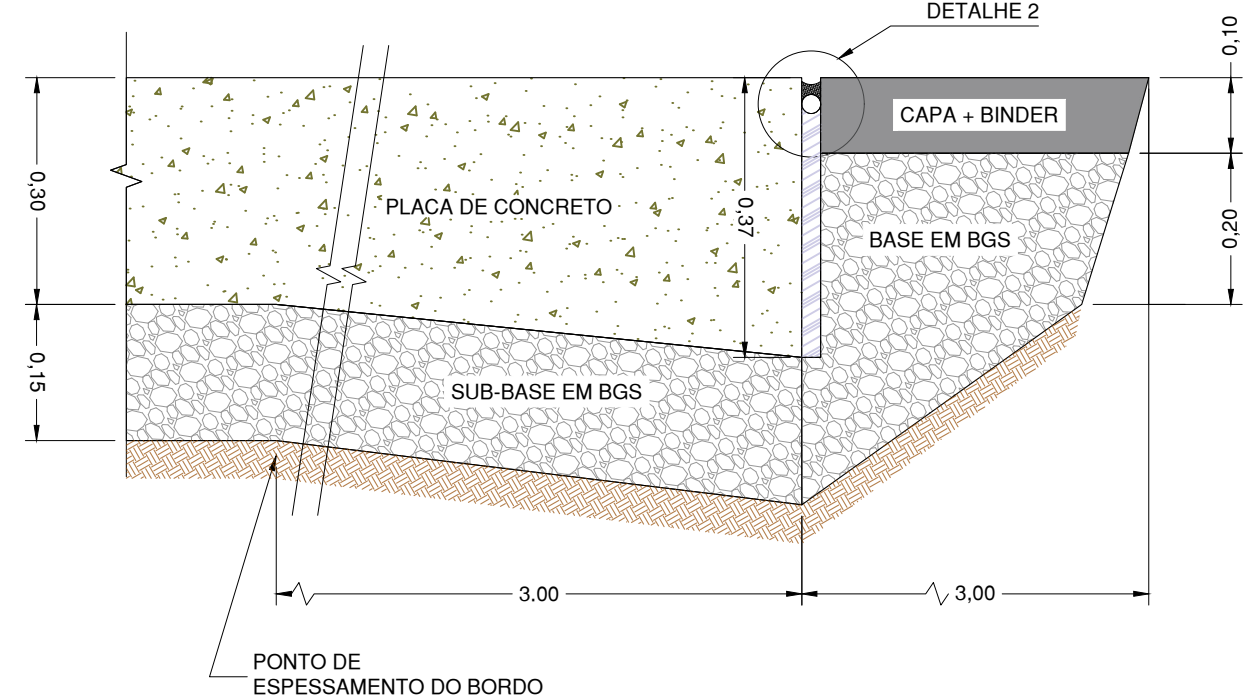 DETALHE 2
0,10
CAPA + BINDER
0,30
PLACA DE CONCRETO
0,37
0,20
BASE EM BGS
0,15
SUB-BASE EM BGS
3.00
3,00
PONTO DE
ESPESSAMENTO DO BORDO